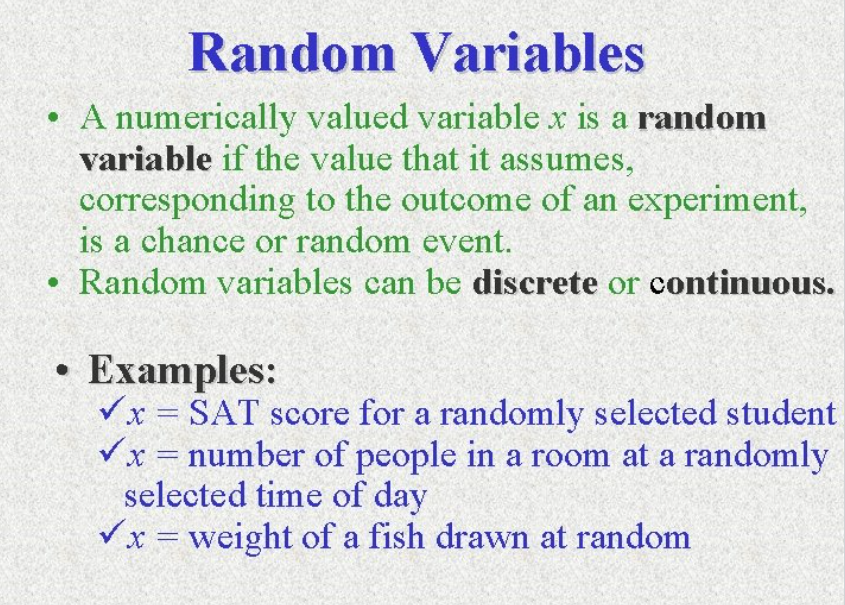 Random Variables
• A numerically valued variable x is a random
variable if the value that it assumes,
corresponding to the outcome of an experiment,
is a chance or random event.
• Random variables can be discrete or continuous.
• Examples:
✓x = SAT score for a randomly selected student
✓x = number of people in a room at a randomly
selected time of day
✓x = weight of a fish drawn at random